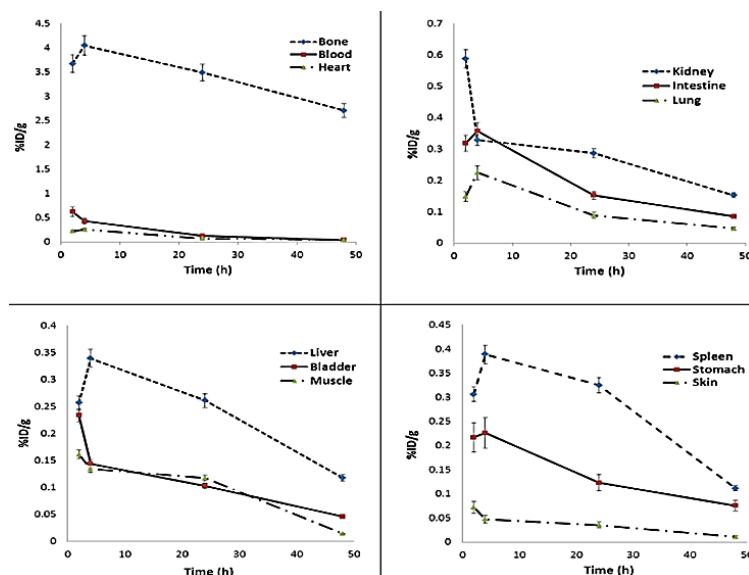 4.5
4
3.5
3
2.5
2
1.5
1
0.5
0
%ID/g
Bone
Blood
Heart
0 20 40 60
Time (h)
0.7
0.6
0.5
0.4
0.3
0.2
0.1
0
%ID/g
Kidney
Intestine
Lung
0 10 20 30 40 50
Time (h)
0.4
0.35
0.3
0.25
0.2
0.15
0.1
0.05
0
%ID/g
Liver
Bladder
Muscle
0 10 20 30 40 50
Time (h)
0.45
0.4
0.35
0.3
0.25
0.2
0.15
0.1
0.05
0
%ID/g
Spleen
Stomach
Skin
0 10 20 30 40 50
Time (h)